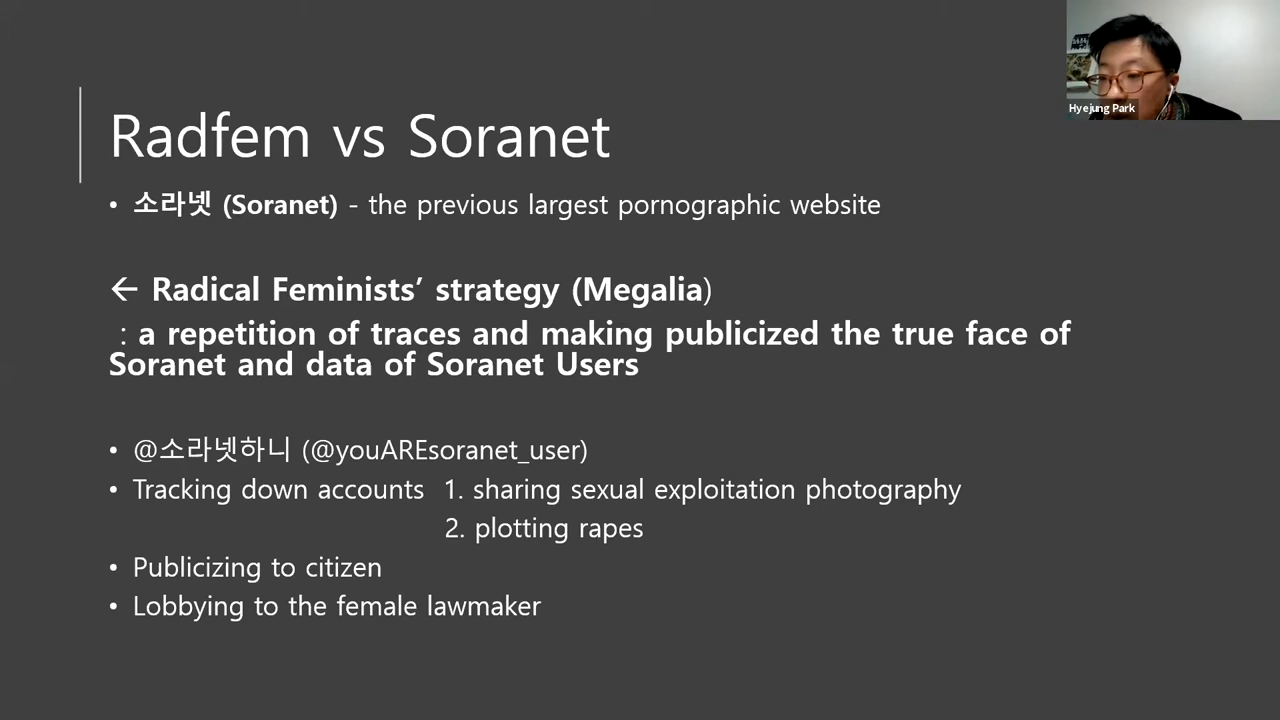 Hyejung Park
Radfem vs Soranet
• 소라넷 (Soranet) - the previous largest pornographic website
← Radical Feminists’ strategy (Megalia)
: a repetition of traces and making publicized the true face of
Soranet and data of Soranet Users
• @소라넷하니 (@youAREsoranet_user)
• Tracking down accounts 1. sharing sexual exploitation photography
2. plotting rapes
• Publicizing to citizen
• Lobbying to the female lawmaker